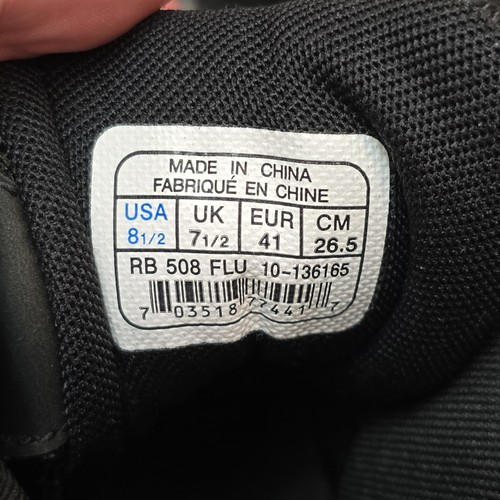 MADE IN CHINA
FABRIQUÉ EN CHINE
USA UK EUR CM
8 1/2 7 1/2 41 26.5
RB 508 FLU 10-136165
7 03518 77441 7